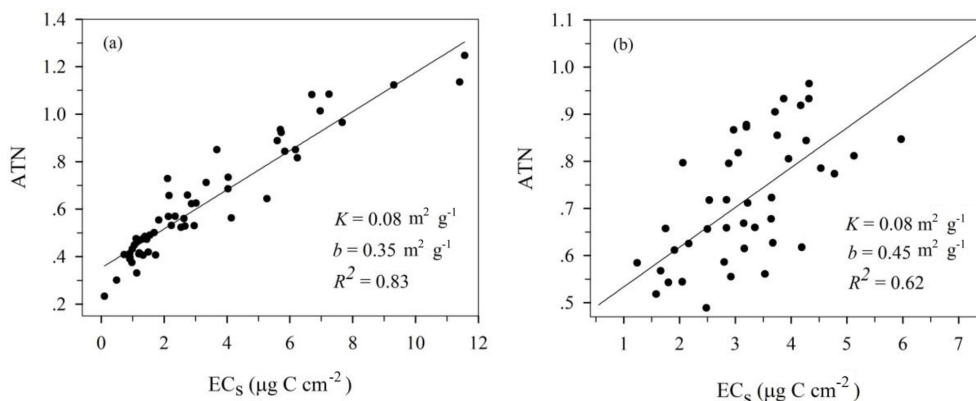 (a)
1.4
1.2
1.0
.8
.6
.4
.2
ATN
K = 0.08 m² g⁻¹
b = 0.35 m² g⁻¹
R² = 0.83
0 2 4 6 8 10 12
ECs (μg C cm⁻²)
(b)
1.1
1.0
.9
.8
.7
.6
.5
ATN
K = 0.08 m² g⁻¹
b = 0.45 m² g⁻¹
R² = 0.62
1 2 3 4 5 6 7
ECs (μg C cm⁻²)